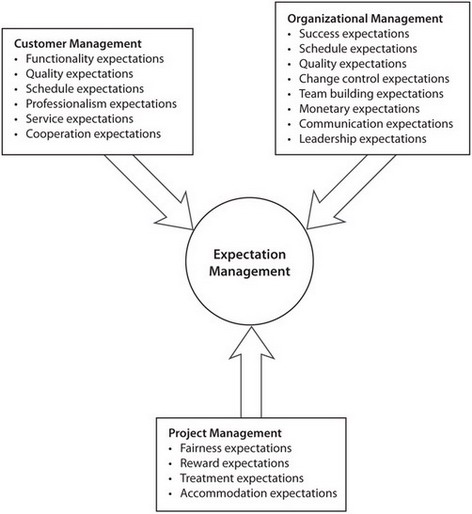 Customer Management
• Functionality expectations
• Quality expectations
• Schedule expectations
• Professionalism expectations
• Service expectations
• Cooperation expectations
Organizational Management
• Success expectations
• Schedule expectations
• Quality expectations
• Change control expectations
• Team building expectations
• Monetary expectations
• Communication expectations
• Leadership expectations
Expectation
Management
Project Management
• Fairness expectations
• Reward expectations
• Treatment expectations
• Accommodation expectations